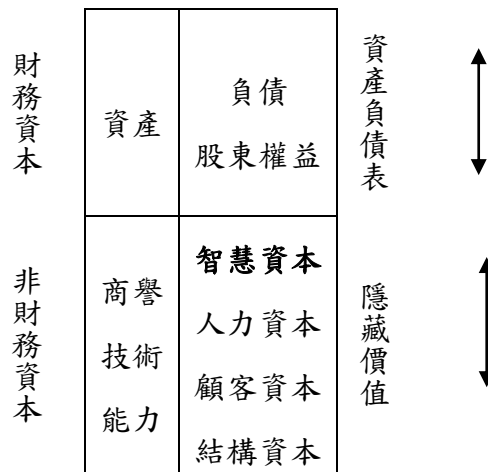 財務資本
資產
負債
股東權益
資產負債表
非財務資本
商譽
技術
能力
智慧資本
人力資本
顧客資本
結構資本
隱藏價值